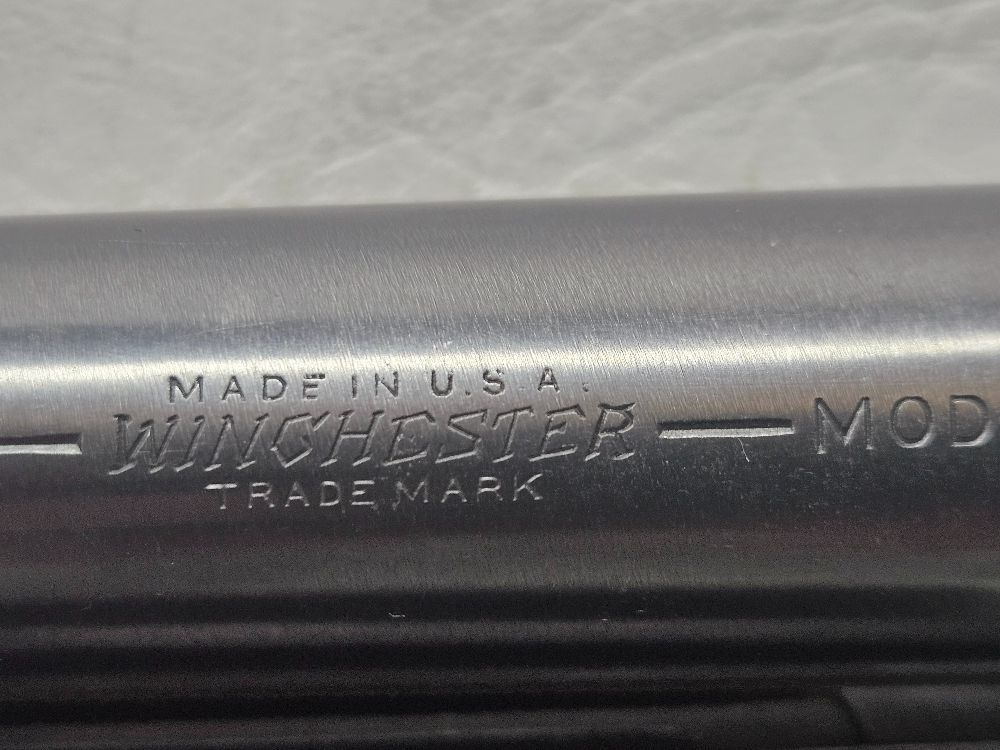 MADE IN U.S.A.
— WINCHESTER — MOD
TRADE MARK